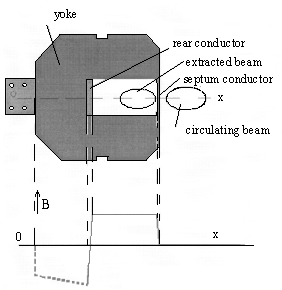 yoke
rear conductor
extracted beam
septum conductor
x
circulating beam
B
0
x